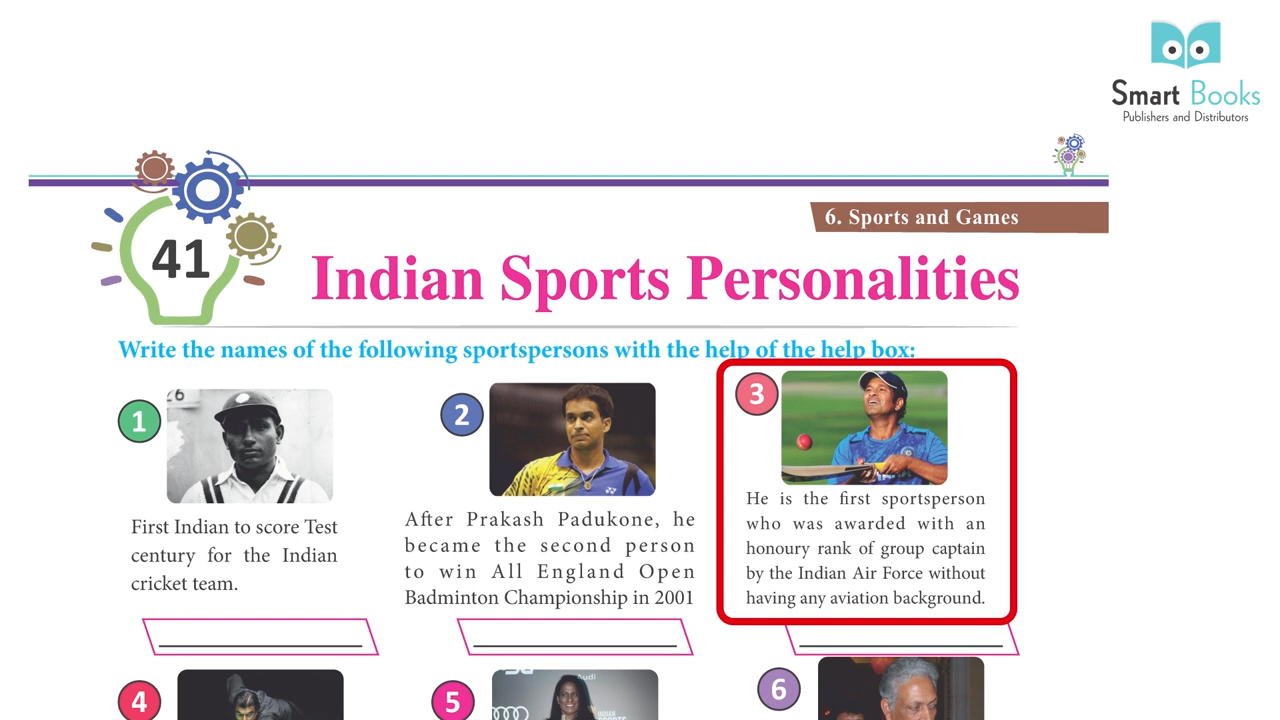 Smart Books
Publishers and Distributors
6. Sports and Games
41
Indian Sports Personalities
Write the names of the following sportspersons with the help of the help box:
1
First Indian to score Test
century for the Indian
cricket team.
2
After Prakash Padukone, he
became the second person
to win All England Open
Badminton Championship in 2001
3
He is the first sportsperson
who was awarded with an
honoury rank of group captain
by the Indian Air Force without
having any aviation background.
4
5
Audi
6